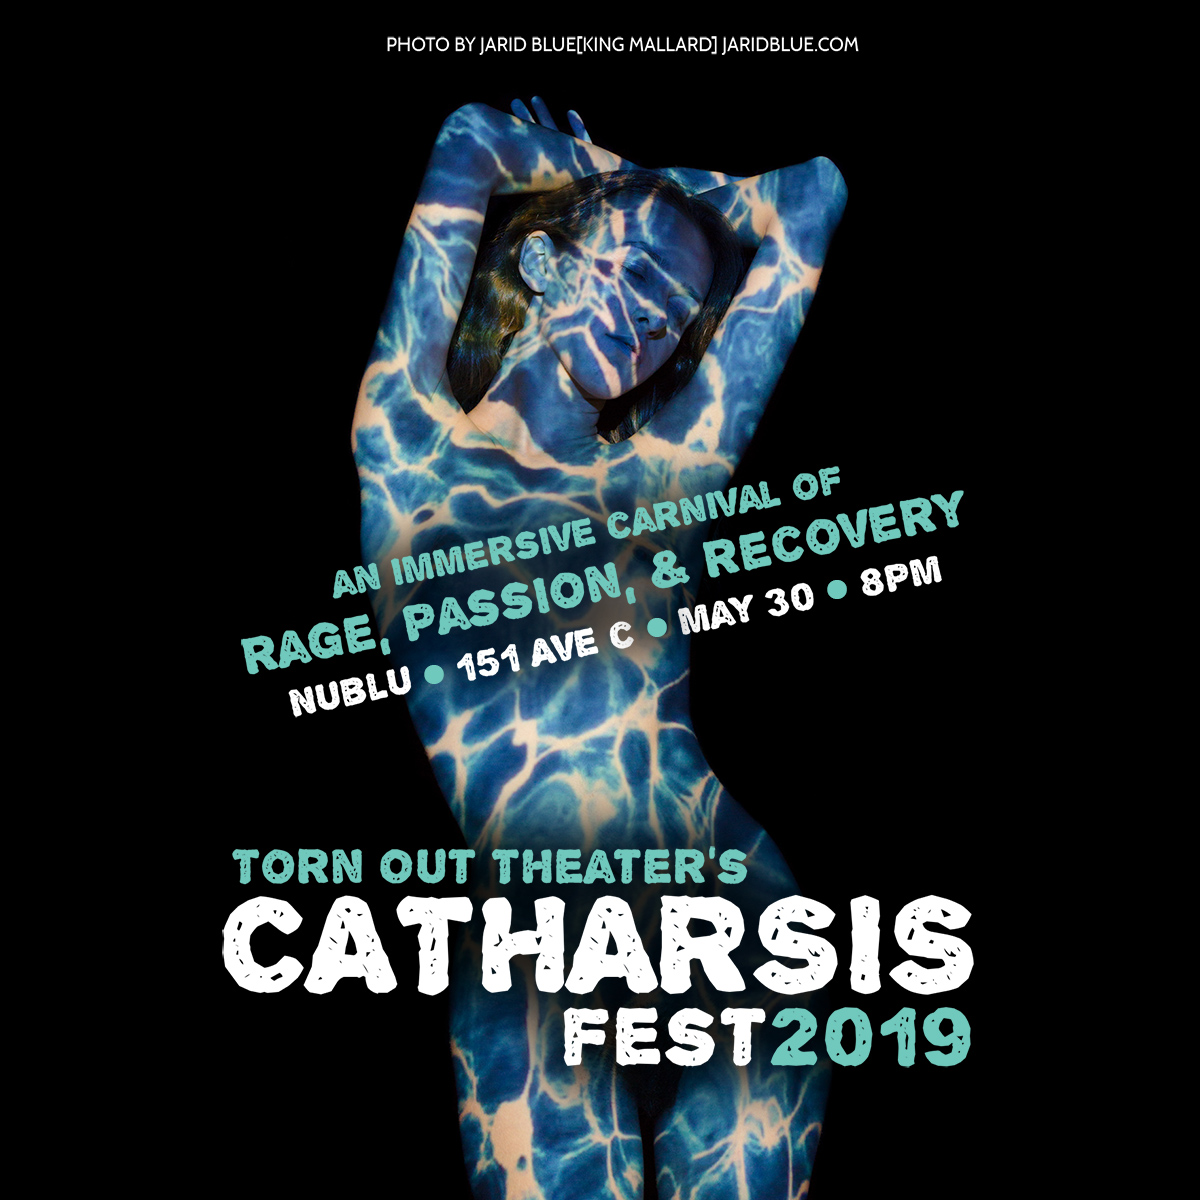 PHOTO BY JARID BLUE[KING MALLARD] JARIDBLUE.COM
AN IMMERSIVE CARNIVAL OF
RAGE, PASSION, & RECOVERY
NUBLU • 151 AVE C • MAY 30 • 8PM
TORN OUT THEATER'S
CATHARSIS
FEST2019